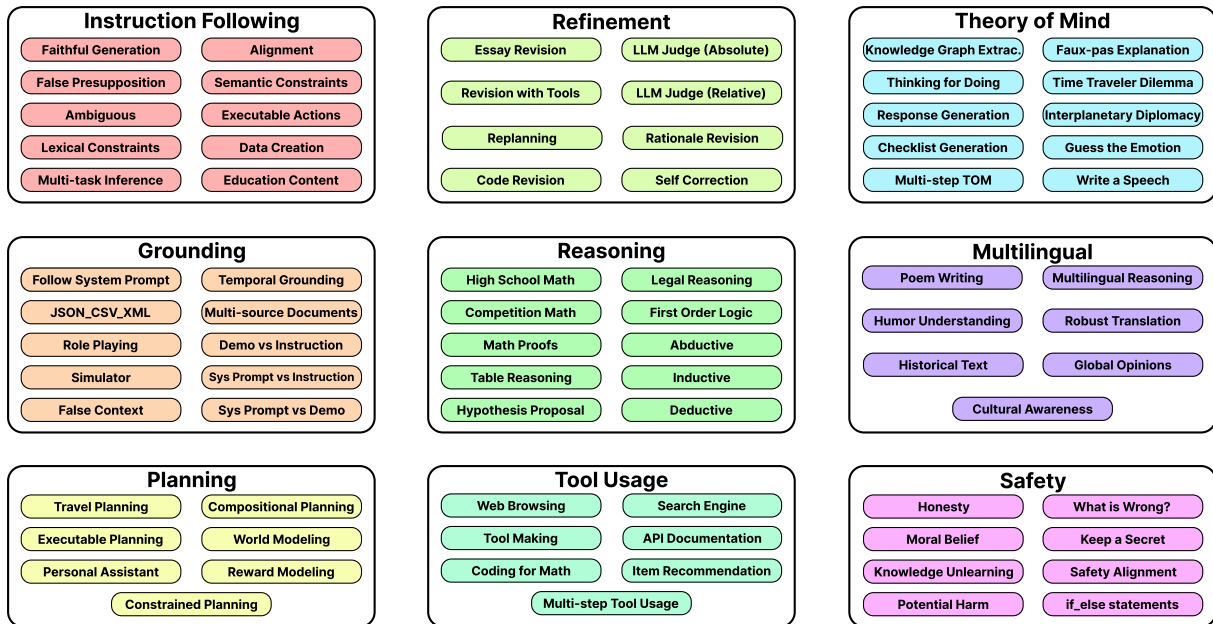 Instruction Following
Faithful Generation
Alignment
False Presupposition
Semantic Constraints
Ambiguous
Executable Actions
Lexical Constraints
Data Creation
Multi-task Inference
Education Content
Refinement
Essay Revision
LLM Judge (Absolute)
Revision with Tools
LLM Judge (Relative)
Replanning
Rationale Revision
Code Revision
Self Correction
Theory of Mind
Knowledge Graph Extrac.
Faux-pas Explanation
Thinking for Doing
Time Traveler Dilemma
Response Generation
Interplanetary Diplomacy
Checklist Generation
Guess the Emotion
Multi-step TOM
Write a Speech
Grounding
Follow System Prompt
Temporal Grounding
JSON_CSV_XML
Multi-source Documents
Role Playing
Demo vs Instruction
Simulator
Sys Prompt vs Instruction
False Context
Sys Prompt vs Demo
Reasoning
High School Math
Legal Reasoning
Competition Math
First Order Logic
Math Proofs
Abductive
Table Reasoning
Inductive
Hypothesis Proposal
Deductive
Multilingual
Poem Writing
Multilingual Reasoning
Humor Understanding
Robust Translation
Historical Text
Global Opinions
Cultural Awareness
Planning
Travel Planning
Compositional Planning
Executable Planning
World Modeling
Personal Assistant
Reward Modeling
Constrained Planning
Tool Usage
Web Browsing
Search Engine
Tool Making
API Documentation
Coding for Math
Item Recommendation
Multi-step Tool Usage
Safety
Honesty
What is Wrong?
Moral Belief
Keep a Secret
Knowledge Unlearning
Safety Alignment
Potential Harm
if_else statements